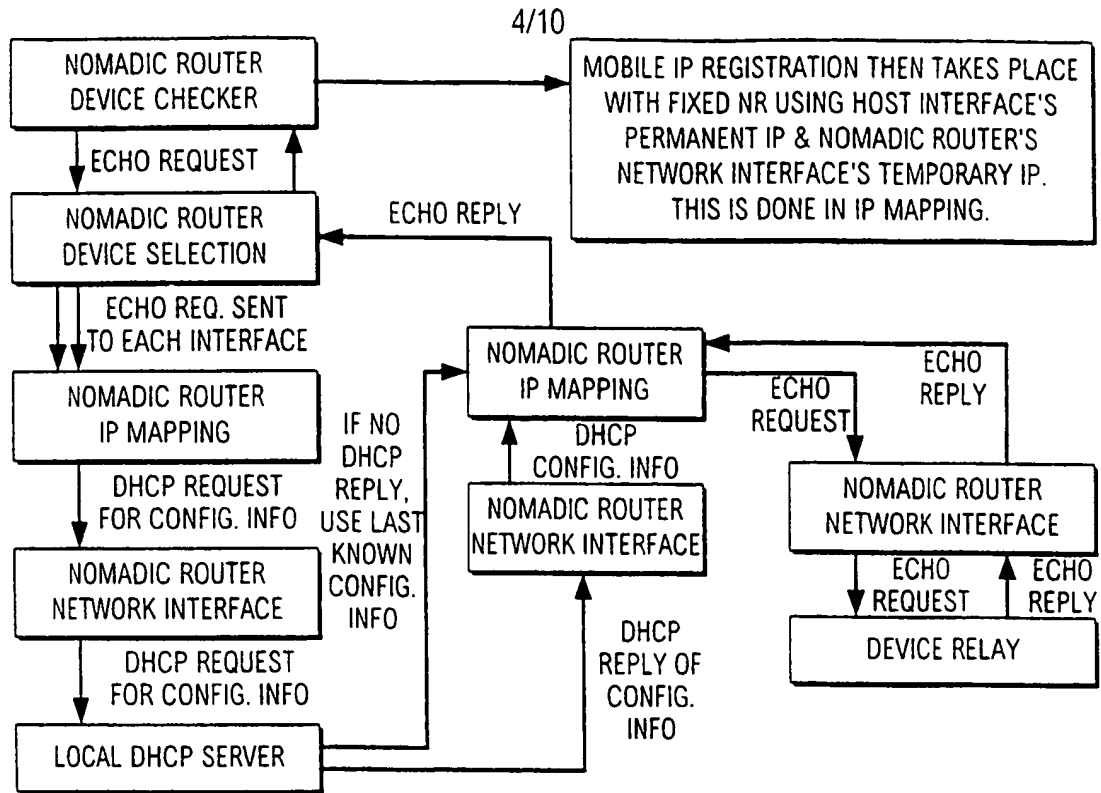 4/10
NOMADIC ROUTER
DEVICE CHECKER
MOBILE IP REGISTRATION THEN TAKES PLACE
WITH FIXED NR USING HOST INTERFACE'S
PERMANENT IP & NOMADIC ROUTER'S
NETWORK INTERFACE'S TEMPORARY IP.
THIS IS DONE IN IP MAPPING.
ECHO REQUEST
NOMADIC ROUTER
DEVICE SELECTION
ECHO REPLY
ECHO REQ. SENT
TO EACH INTERFACE
NOMADIC ROUTER
IP MAPPING
DHCP REQUEST
FOR CONFIG. INFO
NOMADIC ROUTER
NETWORK INTERFACE
DHCP REQUEST
FOR CONFIG. INFO
LOCAL DHCP SERVER
IF NO
DHCP
REPLY,
USE LAST
KNOWN
CONFIG.
INFO
NOMADIC ROUTER
IP MAPPING
DHCP
CONFIG. INFO
NOMADIC ROUTER
NETWORK INTERFACE
DHCP
REPLY OF
CONFIG.
INFO
ECHO
REQUEST
ECHO
REPLY
NOMADIC ROUTER
NETWORK INTERFACE
ECHO
REQUEST
ECHO
REPLY
DEVICE RELAY